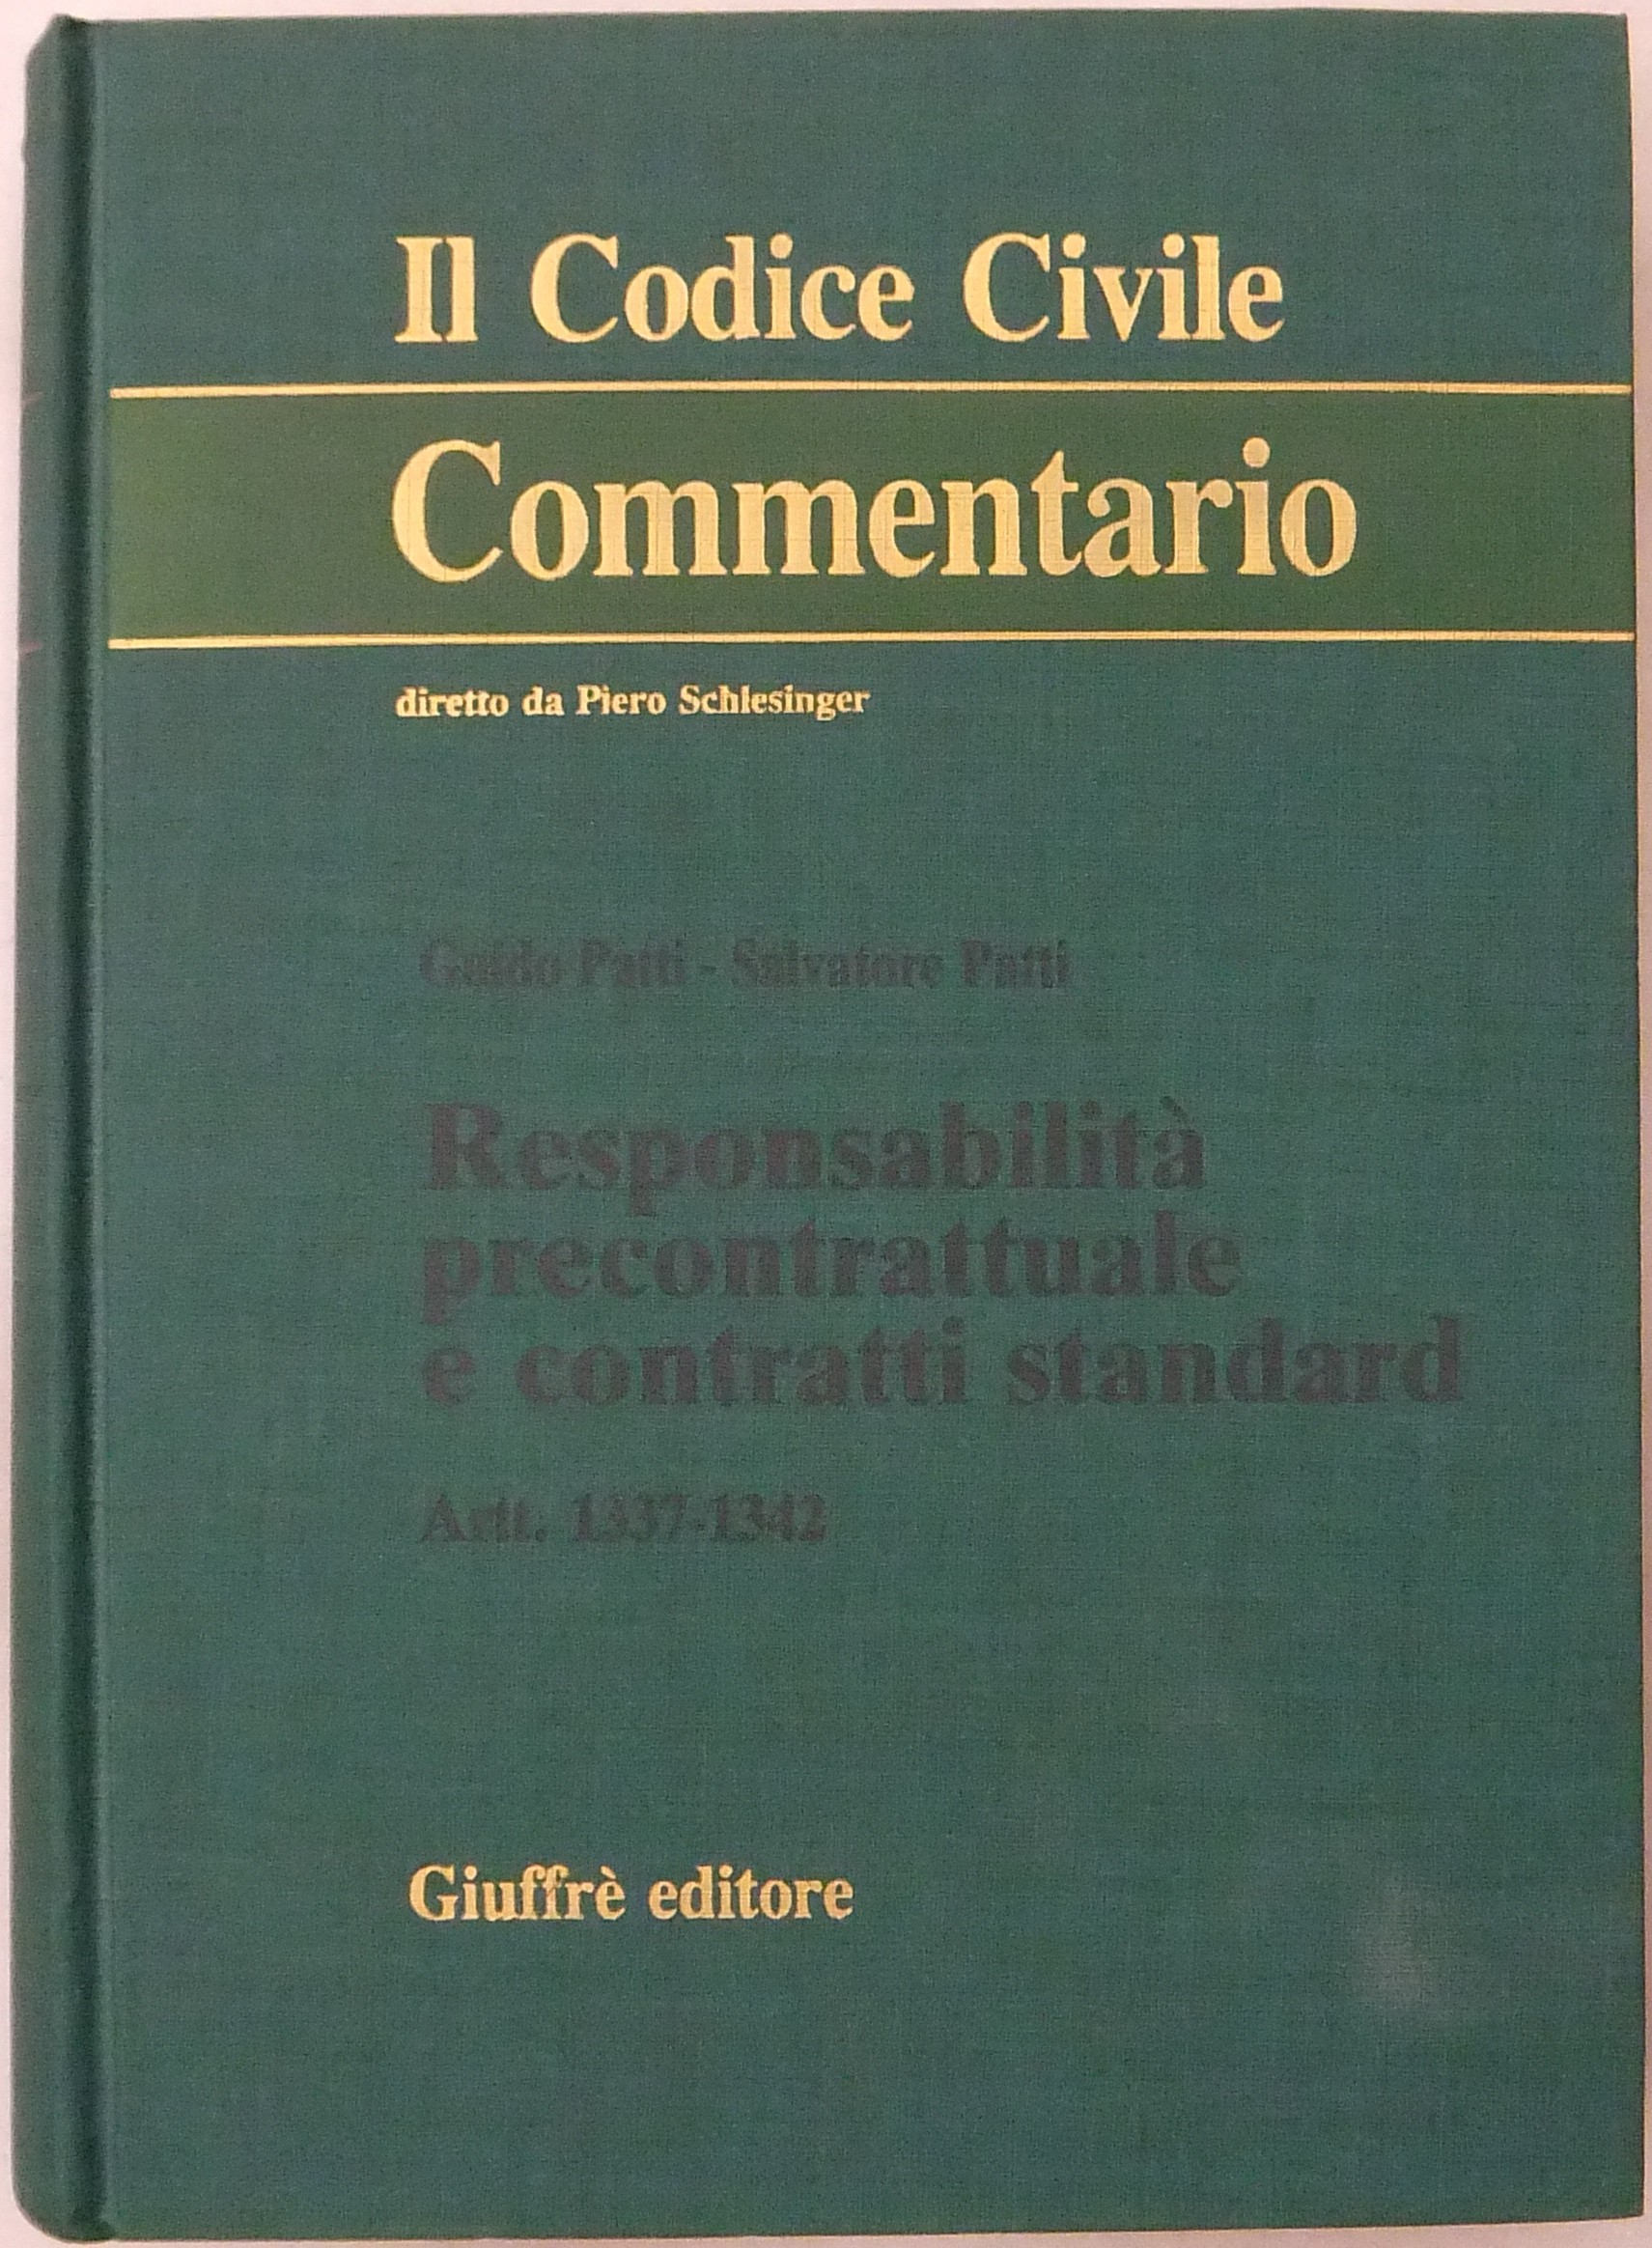 Il Codice Civile
Commentario
diretto da Piero Schlesinger
Guido Patti - Salvatore Patti
Responsabilità
precontrattuale
e contratti standard
Artt. 1337-1342
Giuffrè editore